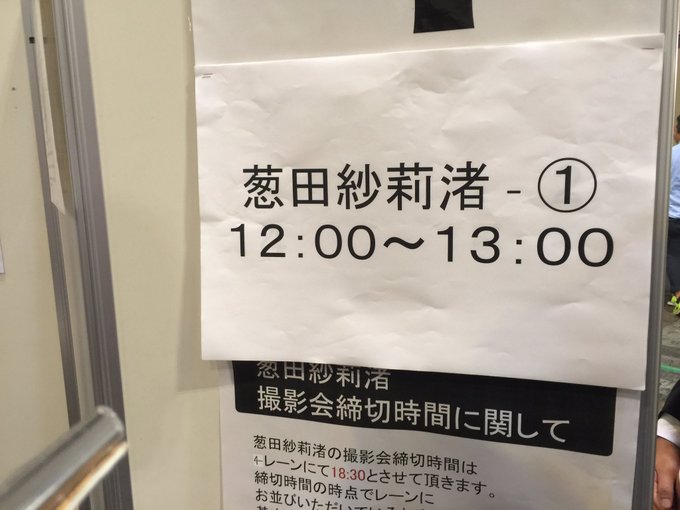 葱田紗莉渚-①
12:00〜13:00
葱田紗莉渚
撮影会締切時間に関して
葱田紗莉渚の撮影会締切時間は
レーンにて18:30とさせて頂きます。
締切時間の時点でレーンに
お並びいただいている